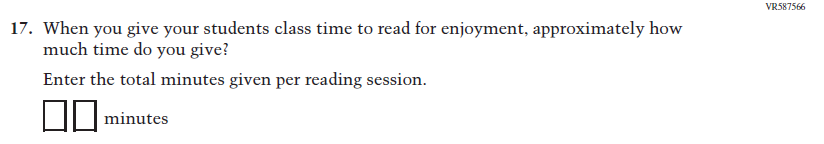 VR587566
17. When you give your students class time to read for enjoyment, approximately how
much time do you give?
Enter the total minutes given per reading session.
minutes